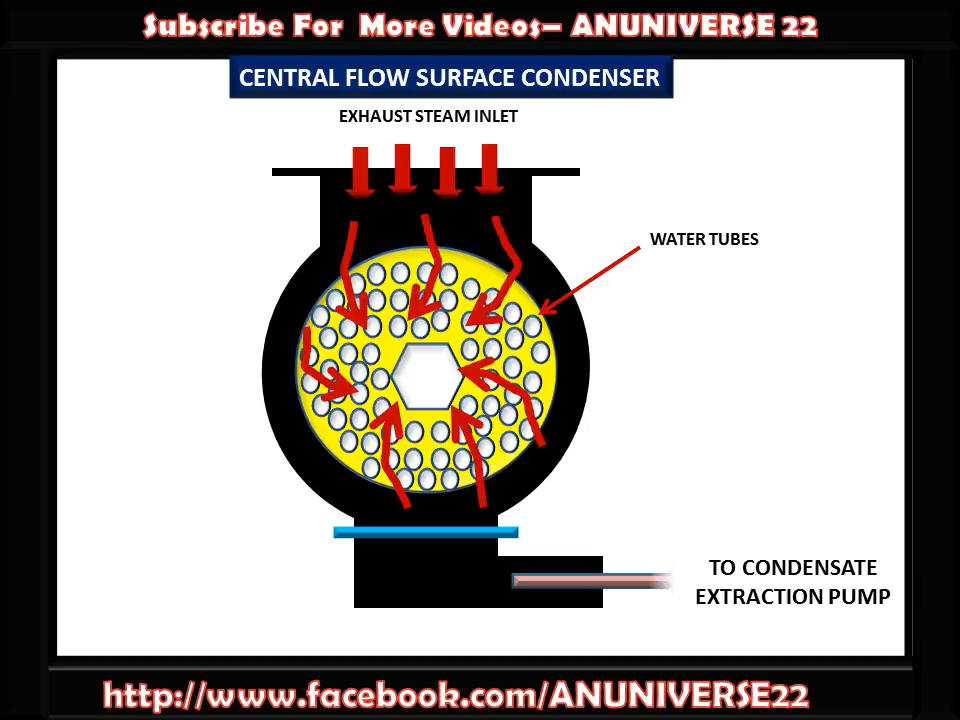 Subscribe For More Videos– ANUNIVERSE 22
CENTRAL FLOW SURFACE CONDENSER
EXHAUST STEAM INLET
WATER TUBES
TO CONDENSATE
EXTRACTION PUMP
http://www.facebook.com/ANUNIVERSE22